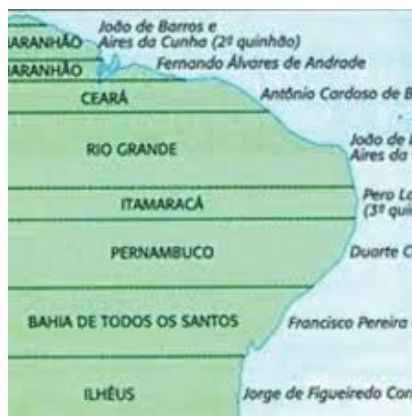 João de Barros e
MARANHÃO Aires da Cunha (2º quinhão)
MARANHÃO Fernando Álvares de Andrade
CEARÁ Antônio Cardoso de B
João de
RIO GRANDE Aires da
Pero Lo
ITAMARACÁ (3º qui
PERNAMBUCO Duarte C
BAHIA DE TODOS OS SANTOS Francisco Pereira
ILHÉUS Jorge de Figueiredo Cor